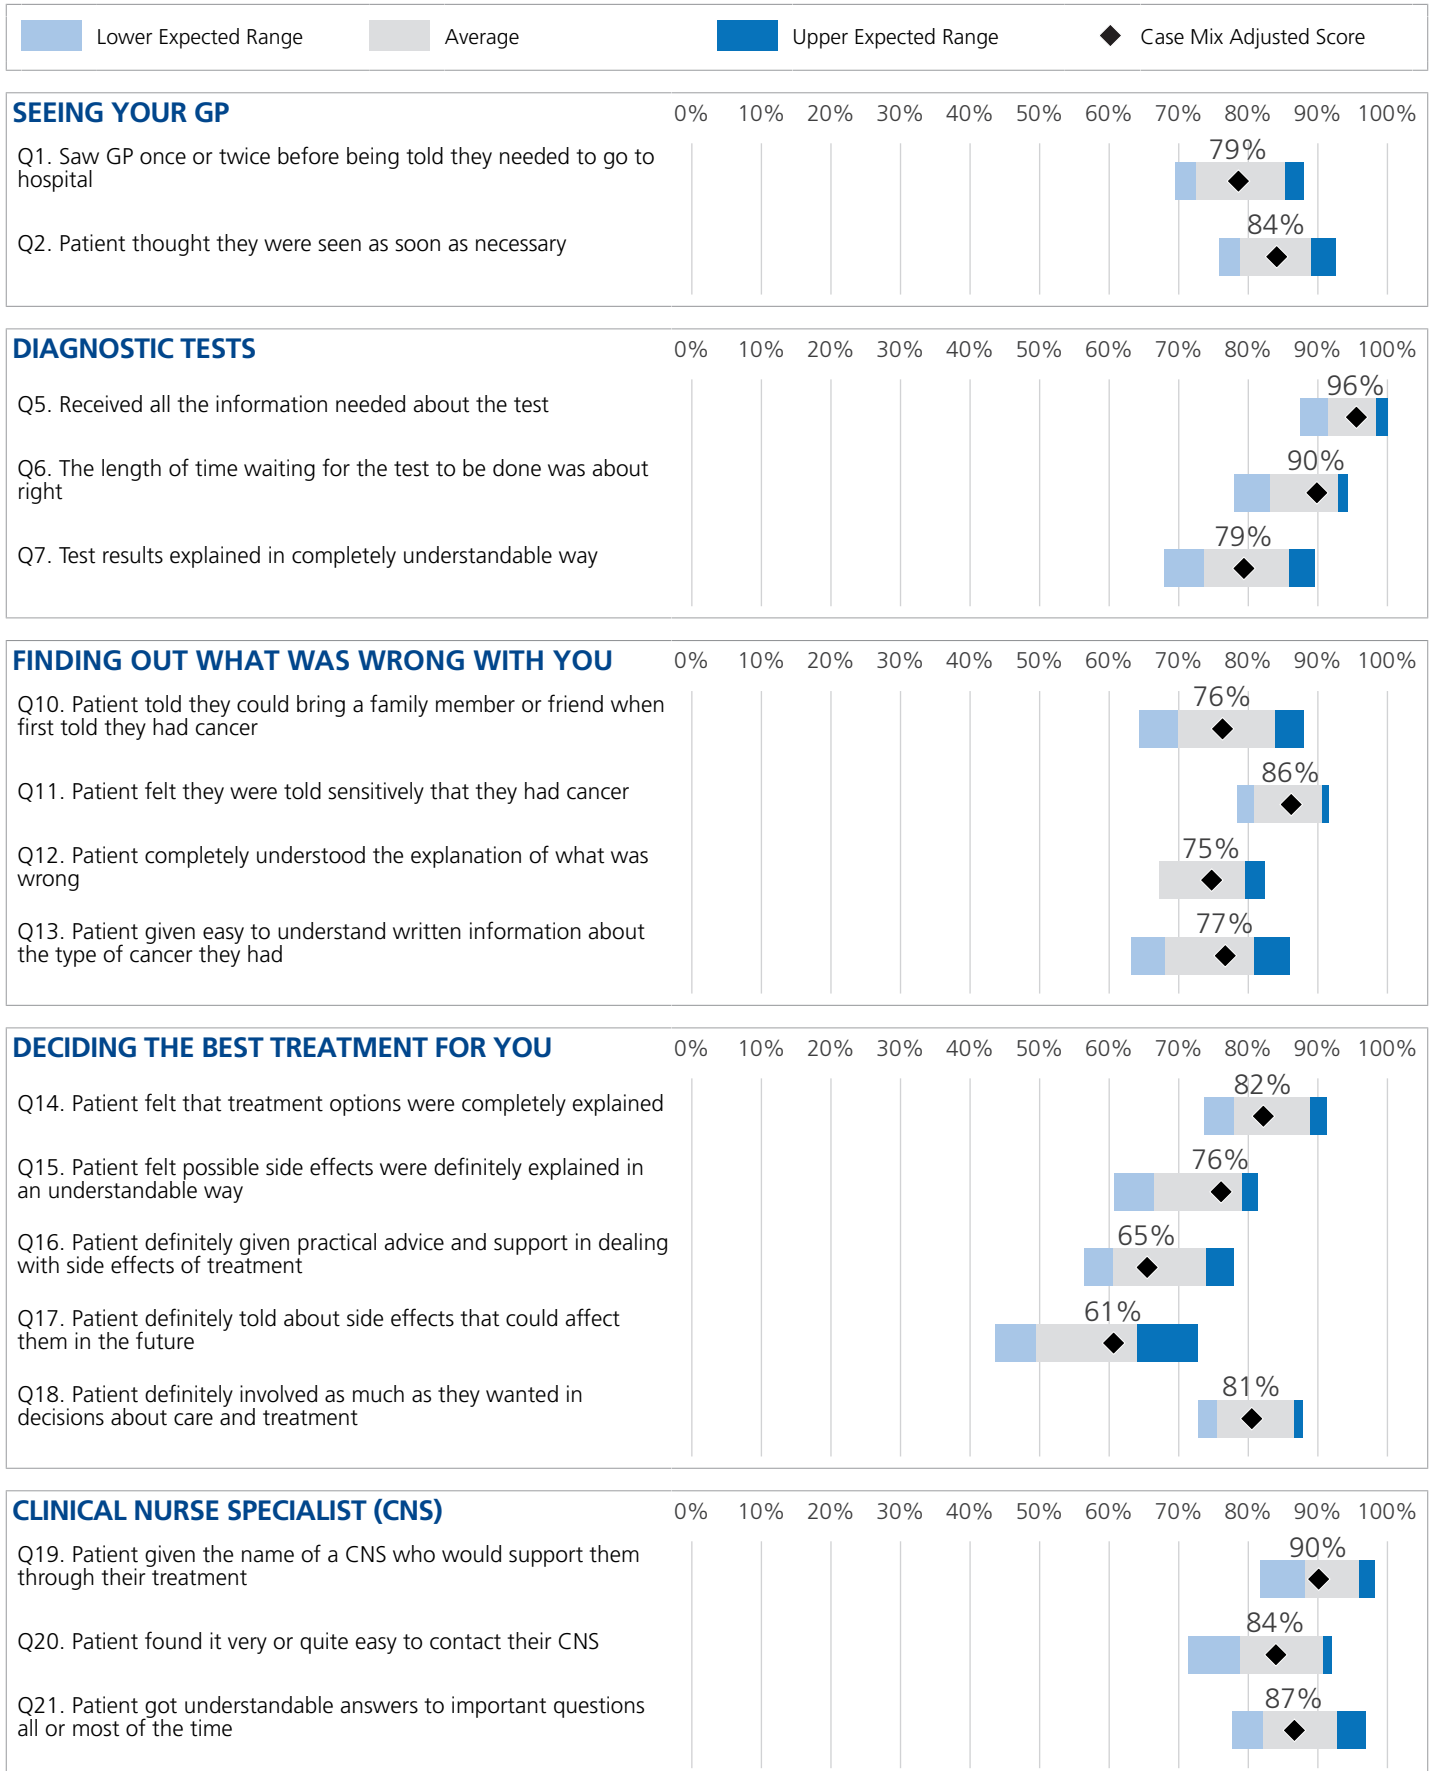 Lower Expected Range Average Upper Expected Range Case Mix Adjusted Score
SEEING YOUR GP 0% 10% 20% 30% 40% 50% 60% 70% 80% 90% 100%
Q1. Saw GP once or twice before being told they needed to go to
hospital
79%
Q2. Patient thought they were seen as soon as necessary
84%
DIAGNOSTIC TESTS 0% 10% 20% 30% 40% 50% 60% 70% 80% 90% 100%
Q5. Received all the information needed about the test
96%
Q6. The length of time waiting for the test to be done was about
right
90%
Q7. Test results explained in completely understandable way
79%
FINDING OUT WHAT WAS WRONG WITH YOU 0% 10% 20% 30% 40% 50% 60% 70% 80% 90% 100%
Q10. Patient told they could bring a family member or friend when
first told they had cancer
76%
Q11. Patient felt they were told sensitively that they had cancer
86%
Q12. Patient completely understood the explanation of what was
wrong
75%
Q13. Patient given easy to understand written information about
the type of cancer they had
77%
DECIDING THE BEST TREATMENT FOR YOU 0% 10% 20% 30% 40% 50% 60% 70% 80% 90% 100%
Q14. Patient felt that treatment options were completely explained
82%
Q15. Patient felt possible side effects were definitely explained in
an understandable way
76%
Q16. Patient definitely given practical advice and support in dealing
with side effects of treatment
65%
Q17. Patient definitely told about side effects that could affect
them in the future
61%
Q18. Patient definitely involved as much as they wanted in
decisions about care and treatment
81%
CLINICAL NURSE SPECIALIST (CNS) 0% 10% 20% 30% 40% 50% 60% 70% 80% 90% 100%
Q19. Patient given the name of a CNS who would support them
through their treatment
90%
Q20. Patient found it very or quite easy to contact their CNS
84%
Q21. Patient got understandable answers to important questions
all or most of the time
87%